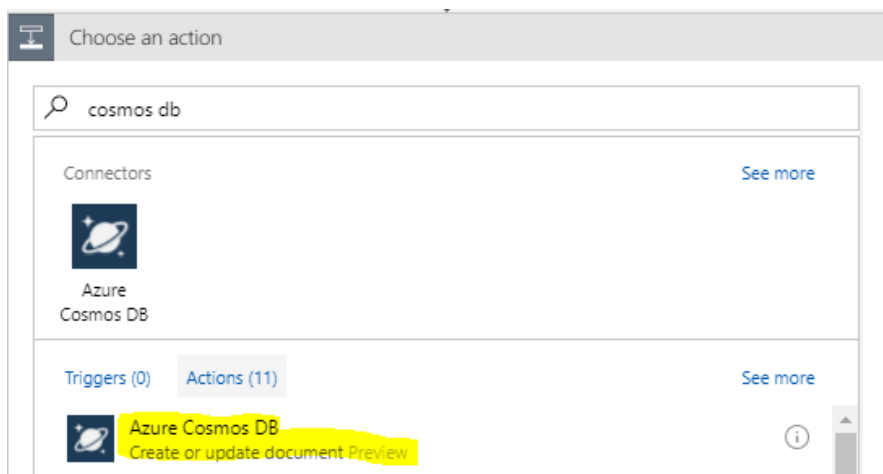 Choose an action
cosmos db
Connectors
See more
Azure
Cosmos DB
Triggers (0)
Actions (11)
See more
Azure Cosmos DB
Create or update document Preview